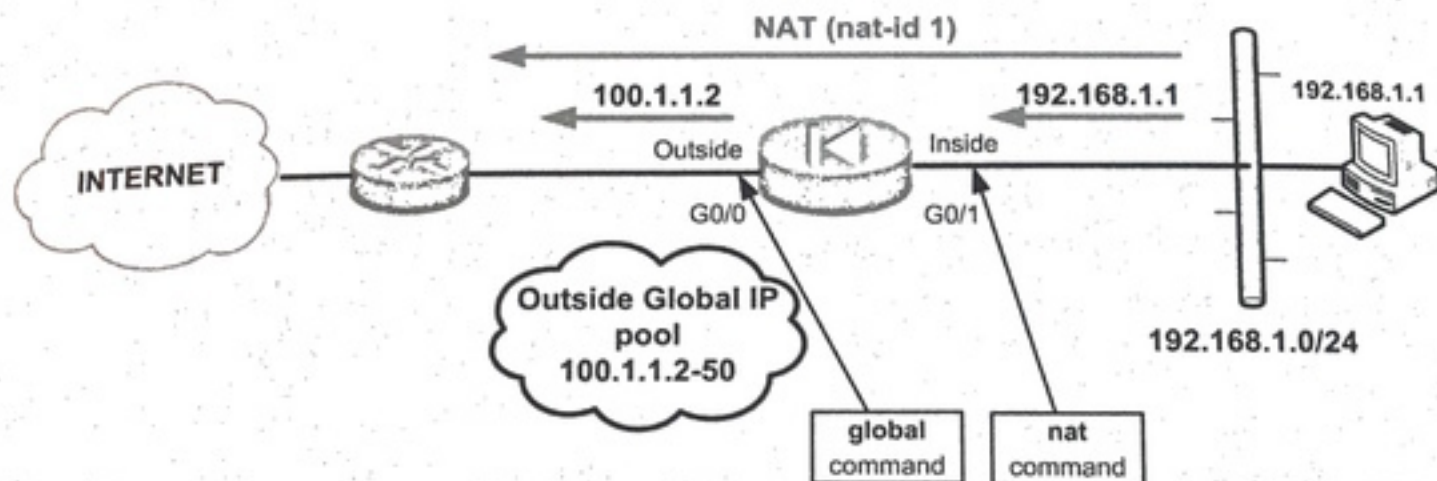 NAT (nat-id 1)
100.1.1.2
192.168.1.1
192.168.1.1
Outside
Inside
INTERNET
G0/0
G0/1
Outside Global IP
pool
100.1.1.2-50
192.168.1.0/24
global
command
nat
command